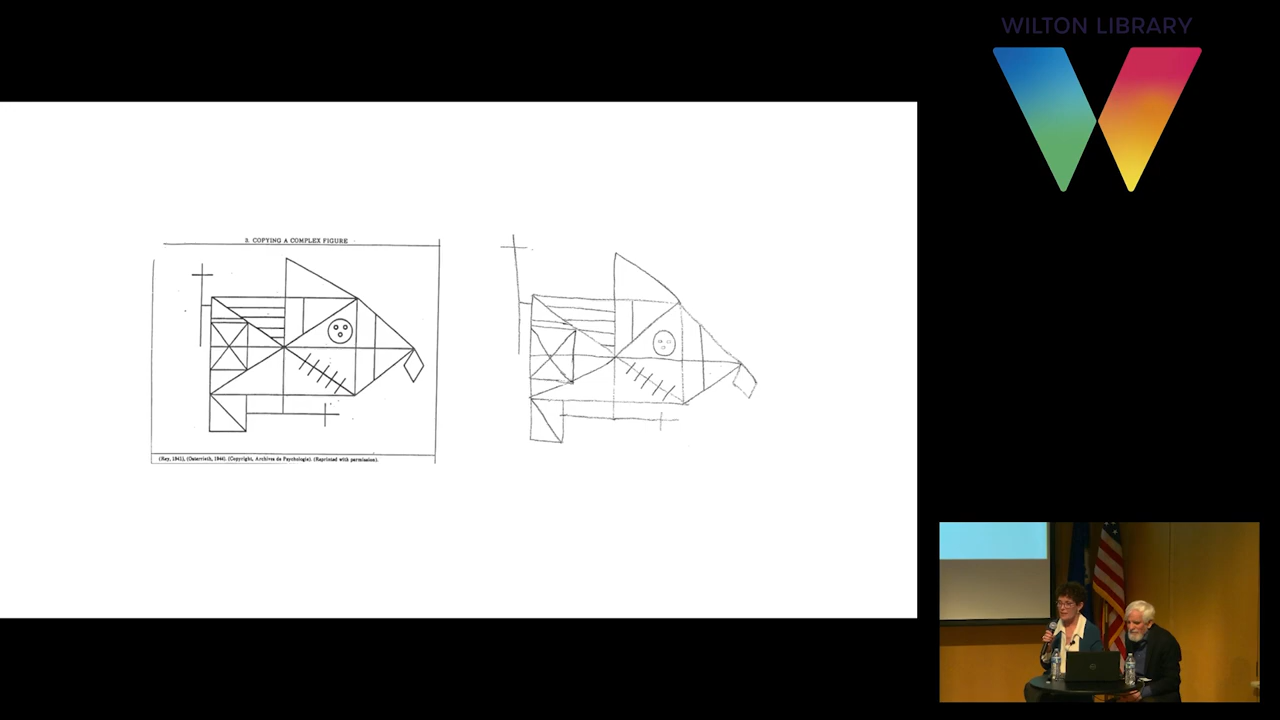 WILTON LIBRARY
3. COPYING A COMPLEX FIGURE
(Rey, 1941), (Osterrieth, 1944). (Copyright, Archives de Psychologie). (Reprinted with permission).